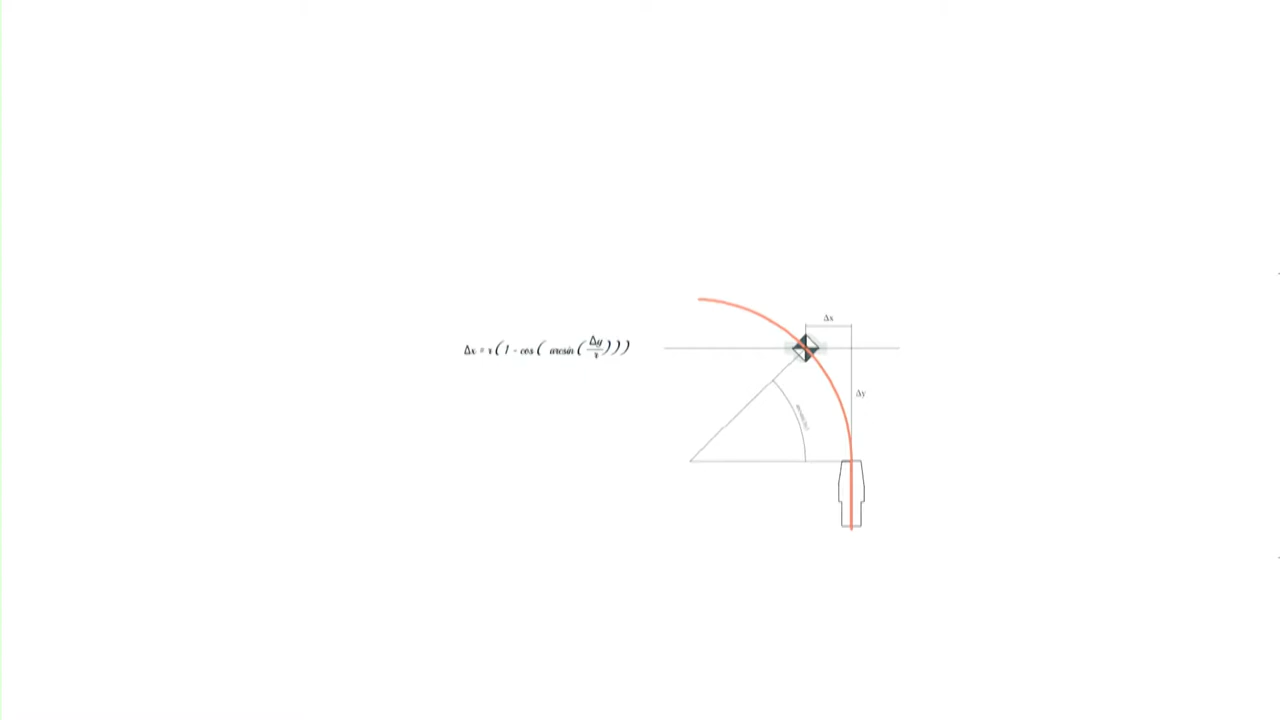 Δx = r ( 1 - cos ( arcsin ( Δy / r ) ) )
Δx
Δy